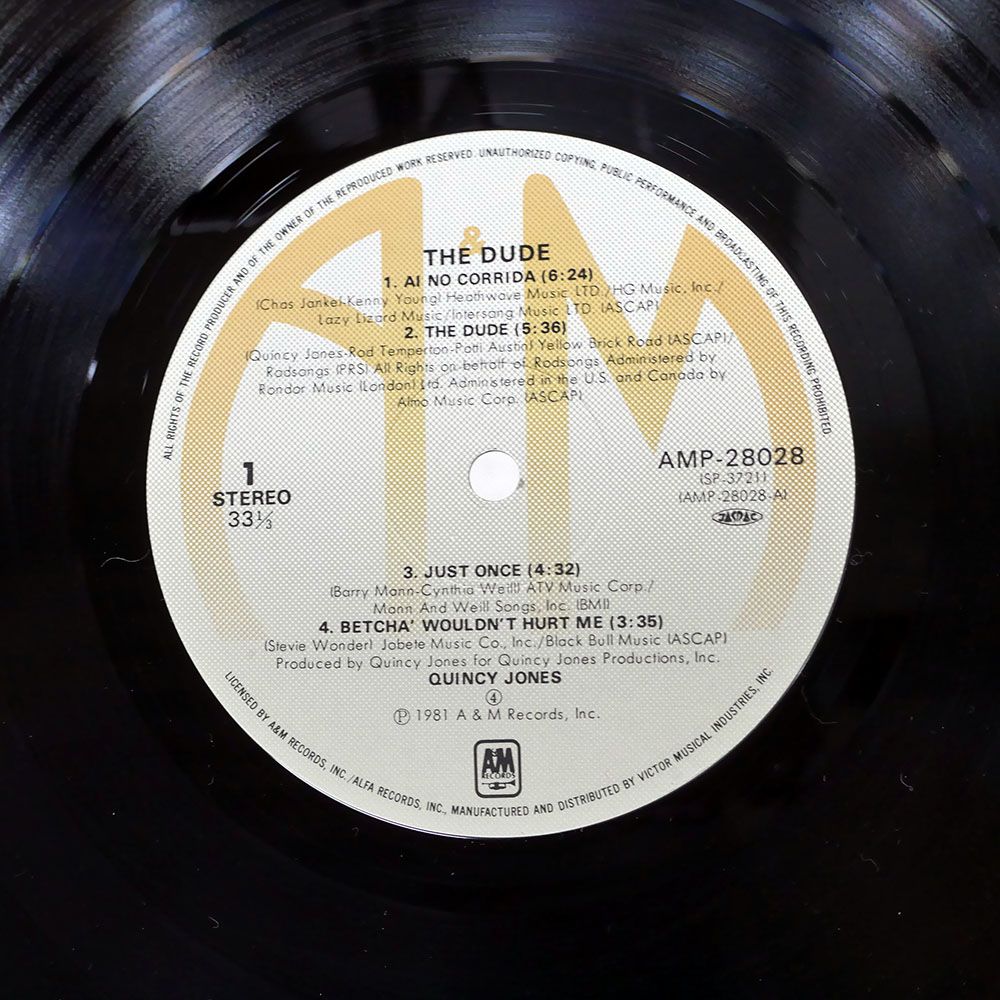 ALL RIGHTS OF THE RECORD PRODUCER AND OF THE OWNER OF THE REPRODUCED WORK RESERVED. UNAUTHORIZED COPYING, PUBLIC PERFORMANCE AND BROADCASTING OF THIS RECORDING PROHIBITED
A&M
THE DUDE
1. AI NO CORRIDA (6:24)
(Chas Jankel-Kenny Young) Heathwave Music LTD./HG Music, Inc./
Lazy Lizard Music/Intersong Music LTD. (ASCAP)
2. THE DUDE (5:36)
(Quincy Jones-Rod Temperton-Patti Austin) Yellow Brick Road (ASCAP)/
Rodsongs (PRS) All Rights on behalf of Rodsongs Administered by
Rondor Music (London) Ltd. Administered in the U.S. and Canada by
Almo Music Corp. (ASCAP)
1
STEREO
33⅓
AMP-28028
(SP-3721)
(AMP-28028-A)
JASRAC
3. JUST ONCE (4:32)
(Barry Mann-Cynthia Weill) ATV Music Corp./
Mann And Weill Songs, Inc. (BMI)
4. BETCHA' WOULDN'T HURT ME (3:35)
(Stevie Wonder) Jobete Music Co., Inc./Black Bull Music (ASCAP)
Produced by Quincy Jones for Quincy Jones Productions, Inc.
QUINCY JONES
④
℗ 1981 A & M Records, Inc.
A&M
RECORDS
LICENSED BY A&M RECORDS, INC./ALFA RECORDS, INC., MANUFACTURED AND DISTRIBUTED BY VICTOR MUSICAL INDUSTRIES, INC.